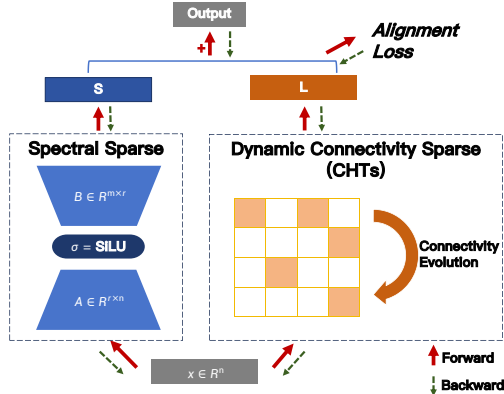 Output
+
Alignment
Loss
S
L
Spectral Sparse
Dynamic Connectivity Sparse
(CHTs)
B ∈ R^{m×r}
σ = SILU
A ∈ R^{r×n}
Connectivity
Evolution
x ∈ R^n
Forward
Backward